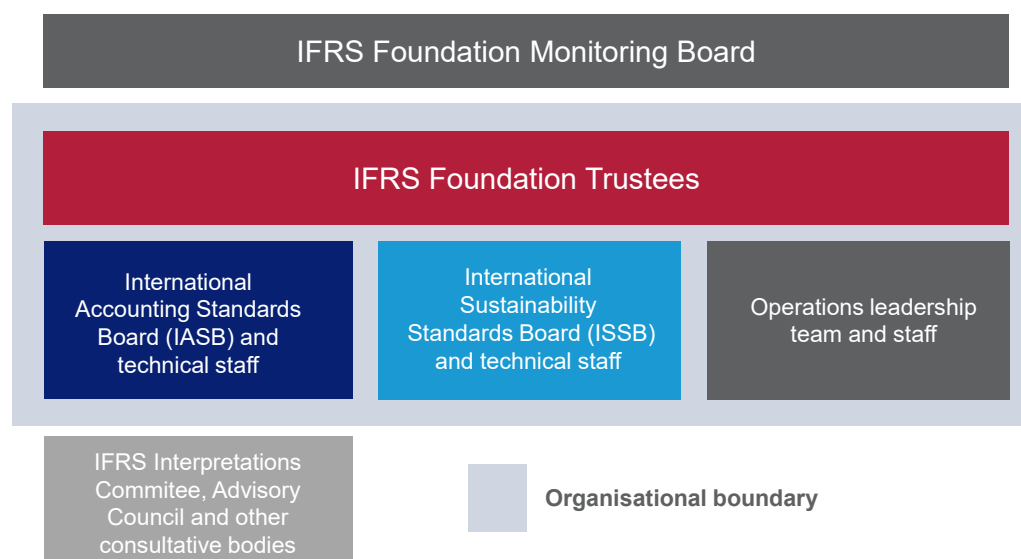 IFRS Foundation Monitoring Board
IFRS Foundation Trustees
International
Accounting Standards
Board (IASB) and
technical staff
International
Sustainability
Standards Board (ISSB)
and technical staff
Operations leadership
team and staff
IFRS Interpretations
Commitee, Advisory
Council and other
consultative bodies
Organisational boundary